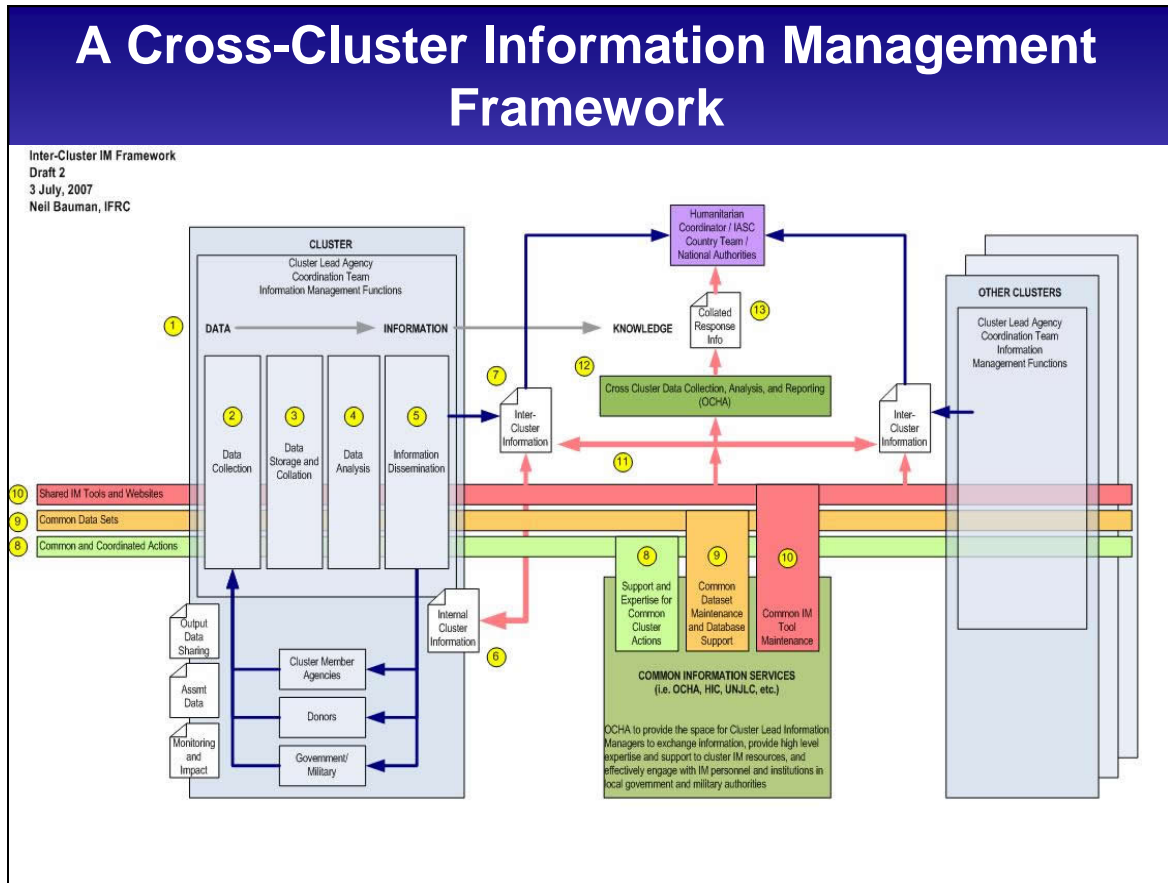 A Cross-Cluster Information Management
Framework
Inter-Cluster IM Framework
Draft 2
3 July, 2007
Neil Bauman, IFRC
CLUSTER
Cluster Lead Agency
Coordination Team
Information Management Functions
1
DATA
INFORMATION
KNOWLEDGE
2
Data
Collection
3
Data
Storage and
Collation
4
Data
Analysis
5
Information
Dissemination
7
Inter-
Cluster
Information
Humanitarian
Coordinator / IASC
Country Team /
National Authorities
13
Collated
Response
Info
12
Cross Cluster Data Collection, Analysis, and Reporting
(OCHA)
11
Inter-
Cluster
Information
OTHER CLUSTERS
Cluster Lead Agency
Coordination Team
Information
Management Functions
10
Shared IM Tools and Websites
9
Common Data Sets
8
Common and Coordinated Actions
Output
Data
Sharing
Assmt
Data
Monitoring
and
Impact
Cluster Member
Agencies
Donors
Government/
Military
Internal
Cluster
Information
6
8
Support and
Expertise for
Common
Cluster
Actions
9
Common
Dataset
Maintenance
and Database
Support
10
Common IM
Tool
Maintenance
COMMON INFORMATION SERVICES
(i.e. OCHA, HIC, UNJLC, etc.)
OCHA to provide the space for Cluster Lead Information
Managers to exchange information, provide high level
expertise and support to cluster IM resources, and
effectively engage with IM personnel and institutions in
local government and military authorities